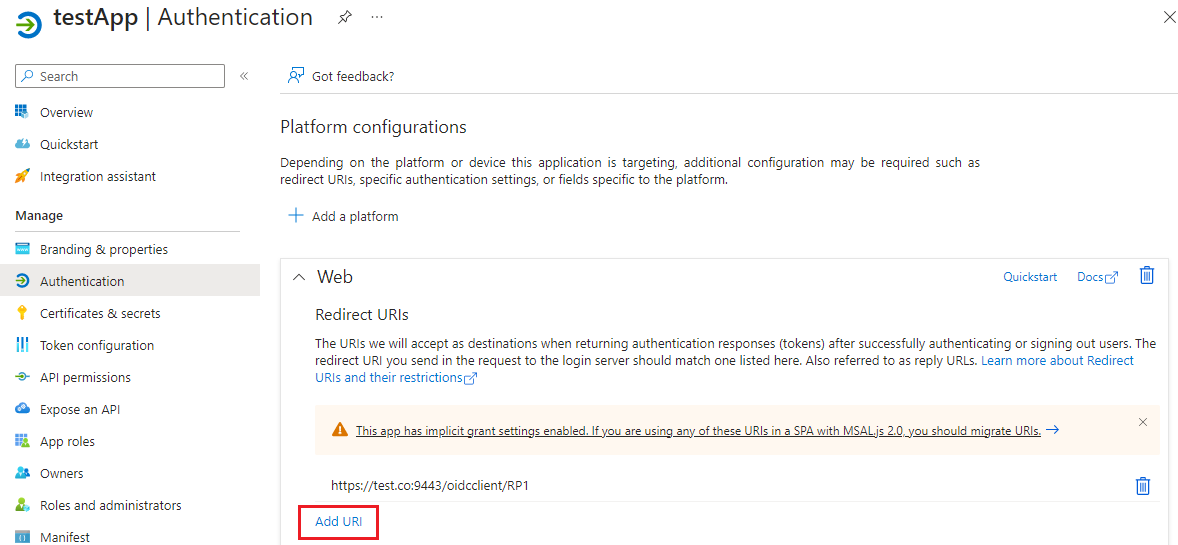 testApp | Authentication
Search
Got feedback?
Overview
Quickstart
Integration assistant
Manage
Branding & properties
Authentication
Certificates & secrets
Token configuration
API permissions
Expose an API
App roles
Owners
Roles and administrators
Manifest
Platform configurations
Depending on the platform or device this application is targeting, additional configuration may be required such as
redirect URIs, specific authentication settings, or fields specific to the platform.
Add a platform
Web
Quickstart
Docs
Redirect URIs
The URIs we will accept as destinations when returning authentication responses (tokens) after successfully authenticating or signing out users. The
redirect URI you send in the request to the login server should match one listed here. Also referred to as reply URLs. Learn more about Redirect
URIs and their restrictions
This app has implicit grant settings enabled. If you are using any of these URIs in a SPA with MSAL.js 2.0, you should migrate URIs.
https://test.co:9443/oidcclient/RP1
Add URI